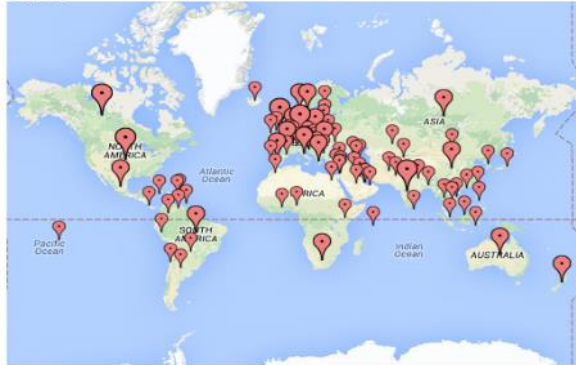 ASIA
NORTH
AMERICA
Atlantic
Ocean
RICA
SOUTH
AMERICA
Pacific
Ocean
Indian
Ocean
AUSTRALIA